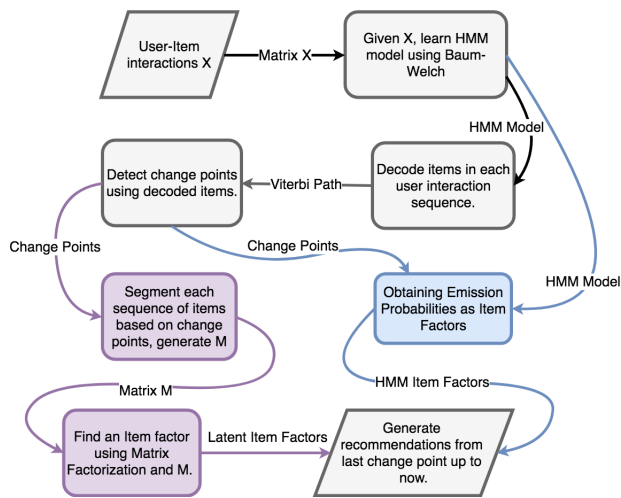 User-Item
interactions X
Matrix X
Given X, learn HMM
model using Baum-
Welch
HMM Model
Detect change points
using decoded items.
Viterbi Path
Decode items in each
user interaction
sequence.
Change Points
Change Points
HMM Model
Segment each
sequence of items
based on change
points, generate M
Obtaining Emission
Probabilities as Item
Factors
Matrix M
HMM Item Factors
Find an Item factor
using Matrix
Factorization and M.
Latent Item Factors
Generate
recommendations from
last change point up to
now.